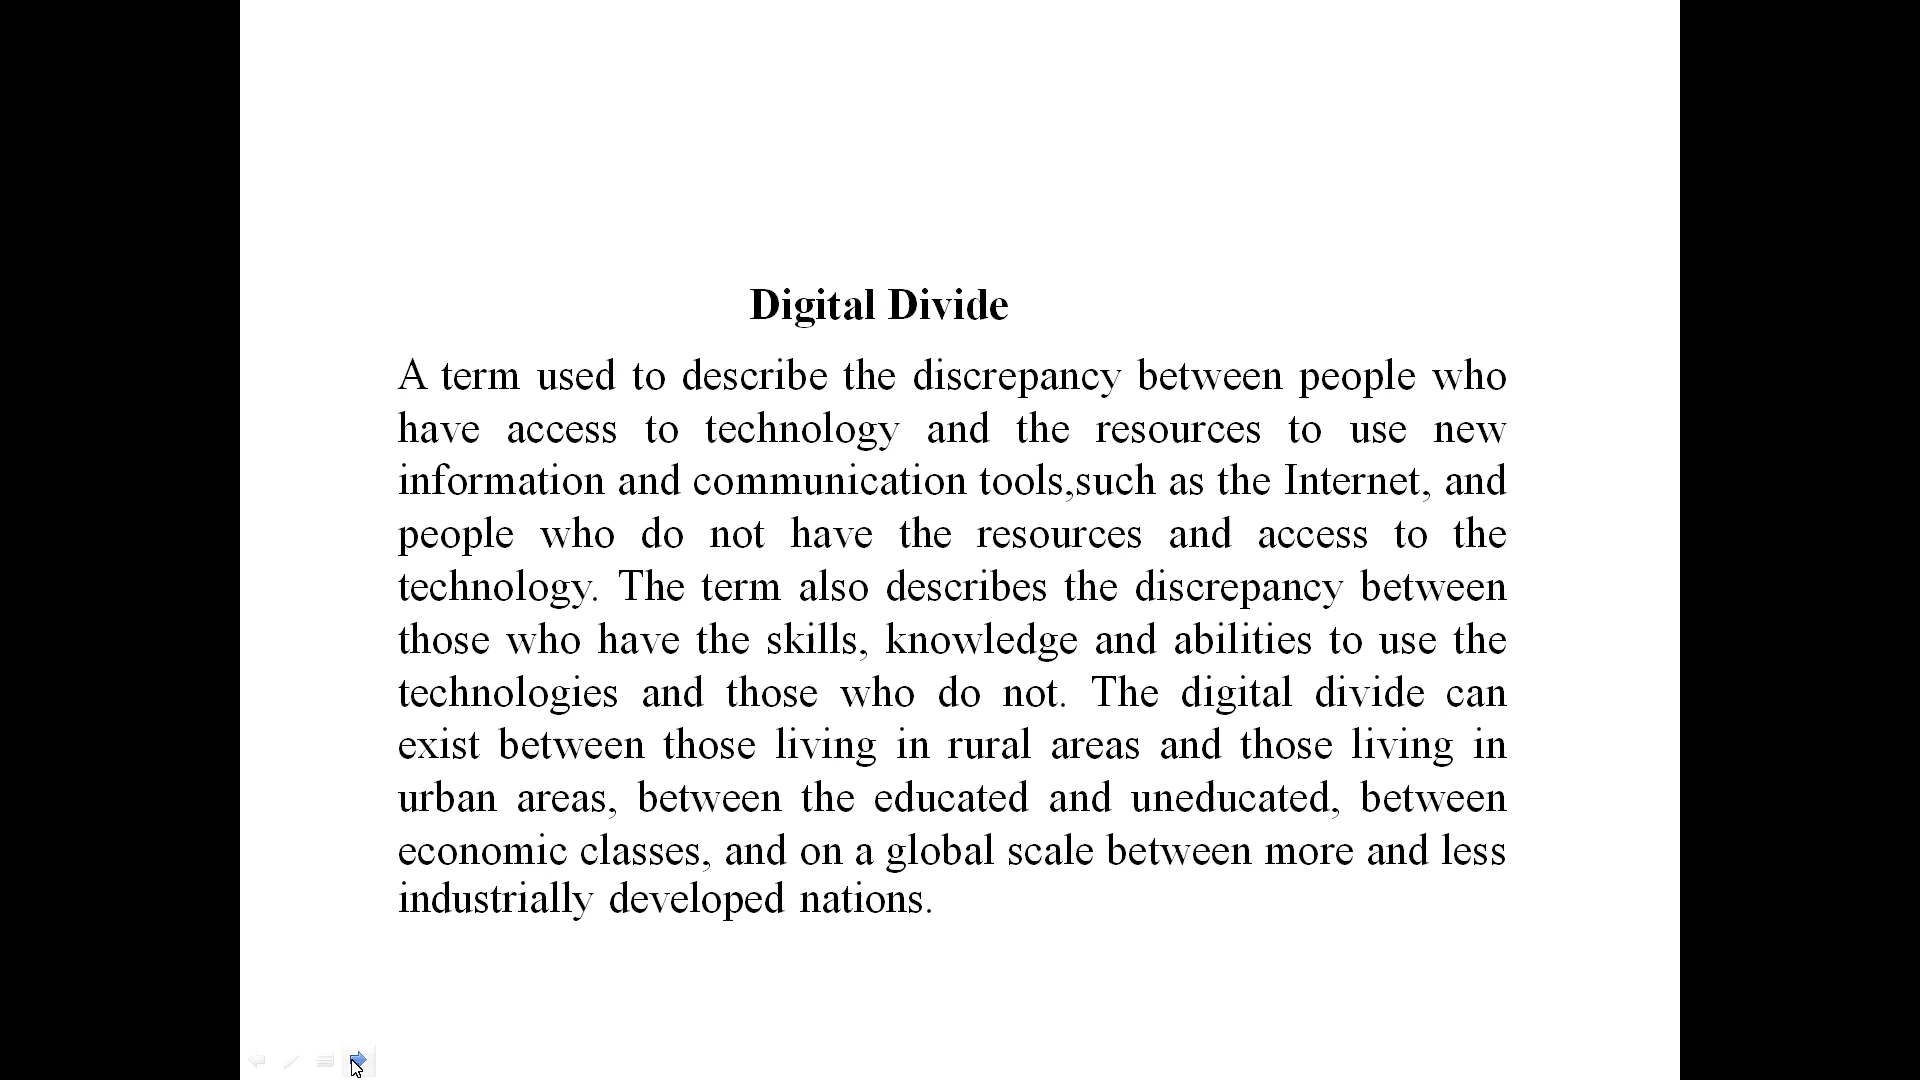 Digital Divide
A term used to describe the discrepancy between people who
have access to technology and the resources to use new
information and communication tools,such as the Internet, and
people who do not have the resources and access to the
technology. The term also describes the discrepancy between
those who have the skills, knowledge and abilities to use the
technologies and those who do not. The digital divide can
exist between those living in rural areas and those living in
urban areas, between the educated and uneducated, between
economic classes, and on a global scale between more and less
industrially developed nations.